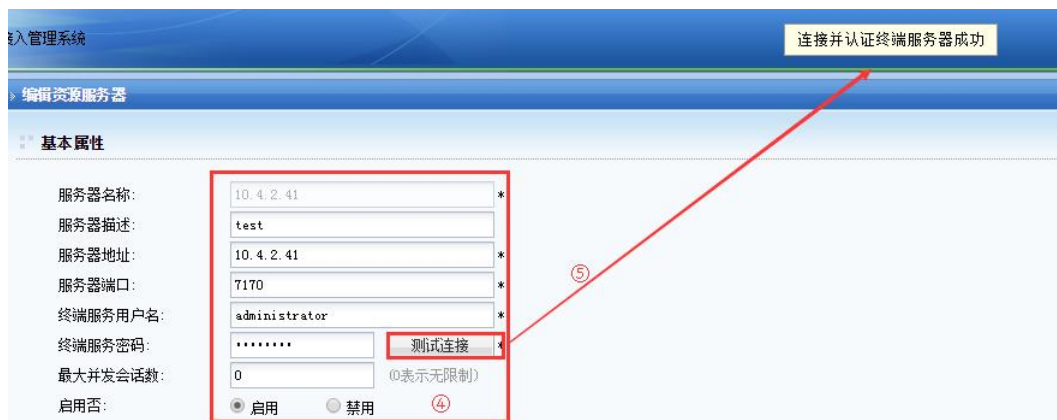 入管理系统
连接并认证终端服务器成功
» 编辑资源服务器
基本属性
服务器名称: 10.4.2.41 *
服务器描述: test
服务器地址: 10.4.2.41 *
服务器端口: 7170 *
⑤
终端服务用户名: administrator *
终端服务密码: •••••••• 测试连接 *
最大并发会话数: 0 (0表示无限制)
启用否: 启用 禁用 ④